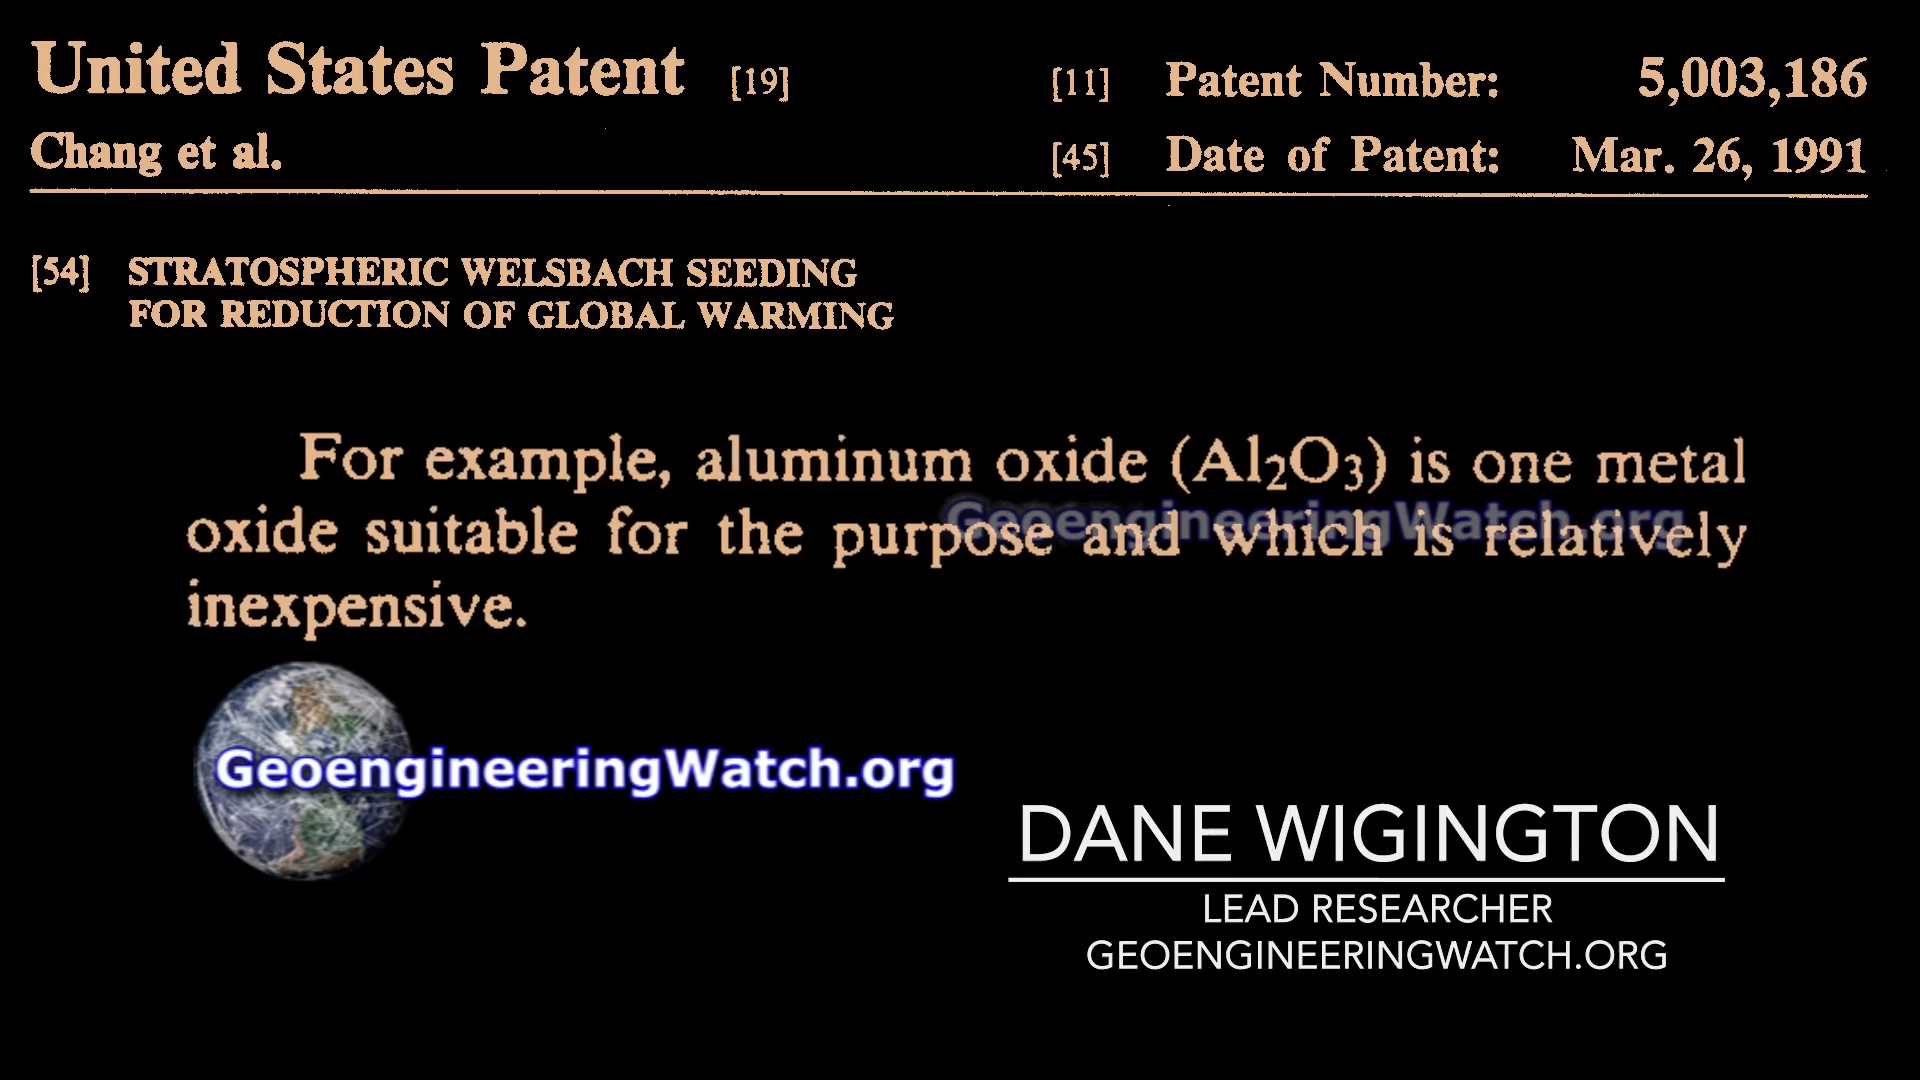 United States Patent [19]
[11] Patent Number: 5,003,186
Chang et al.
[45] Date of Patent: Mar. 26, 1991
[54] STRATOSPHERIC WELSBACH SEEDING
FOR REDUCTION OF GLOBAL WARMING
For example, aluminum oxide (Al₂O₃) is one metal
GeoengineeringWatch.org
oxide suitable for the purpose and which is relatively
inexpensive.
GeoengineeringWatch.org
DANE WIGINGTON
LEAD RESEARCHER
GEOENGINEERINGWATCH.ORG